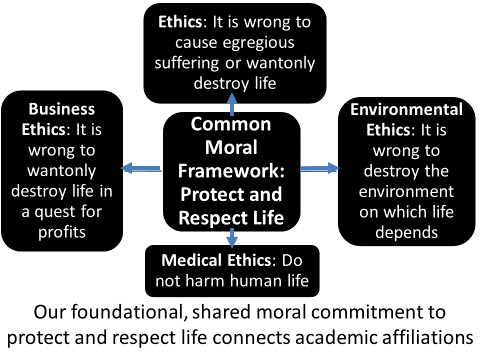 Ethics: It is wrong to
cause egregious
suffering or wantonly
destroy life
Business
Ethics: It is
wrong to
wantonly
destroy life in
a quest for
profits
Common
Moral
Framework:
Protect and
Respect Life
Environmental
Ethics: It is
wrong to
destroy the
environment
on which life
depends
Medical Ethics: Do
not harm human life
Our foundational, shared moral commitment to
protect and respect life connects academic affiliations